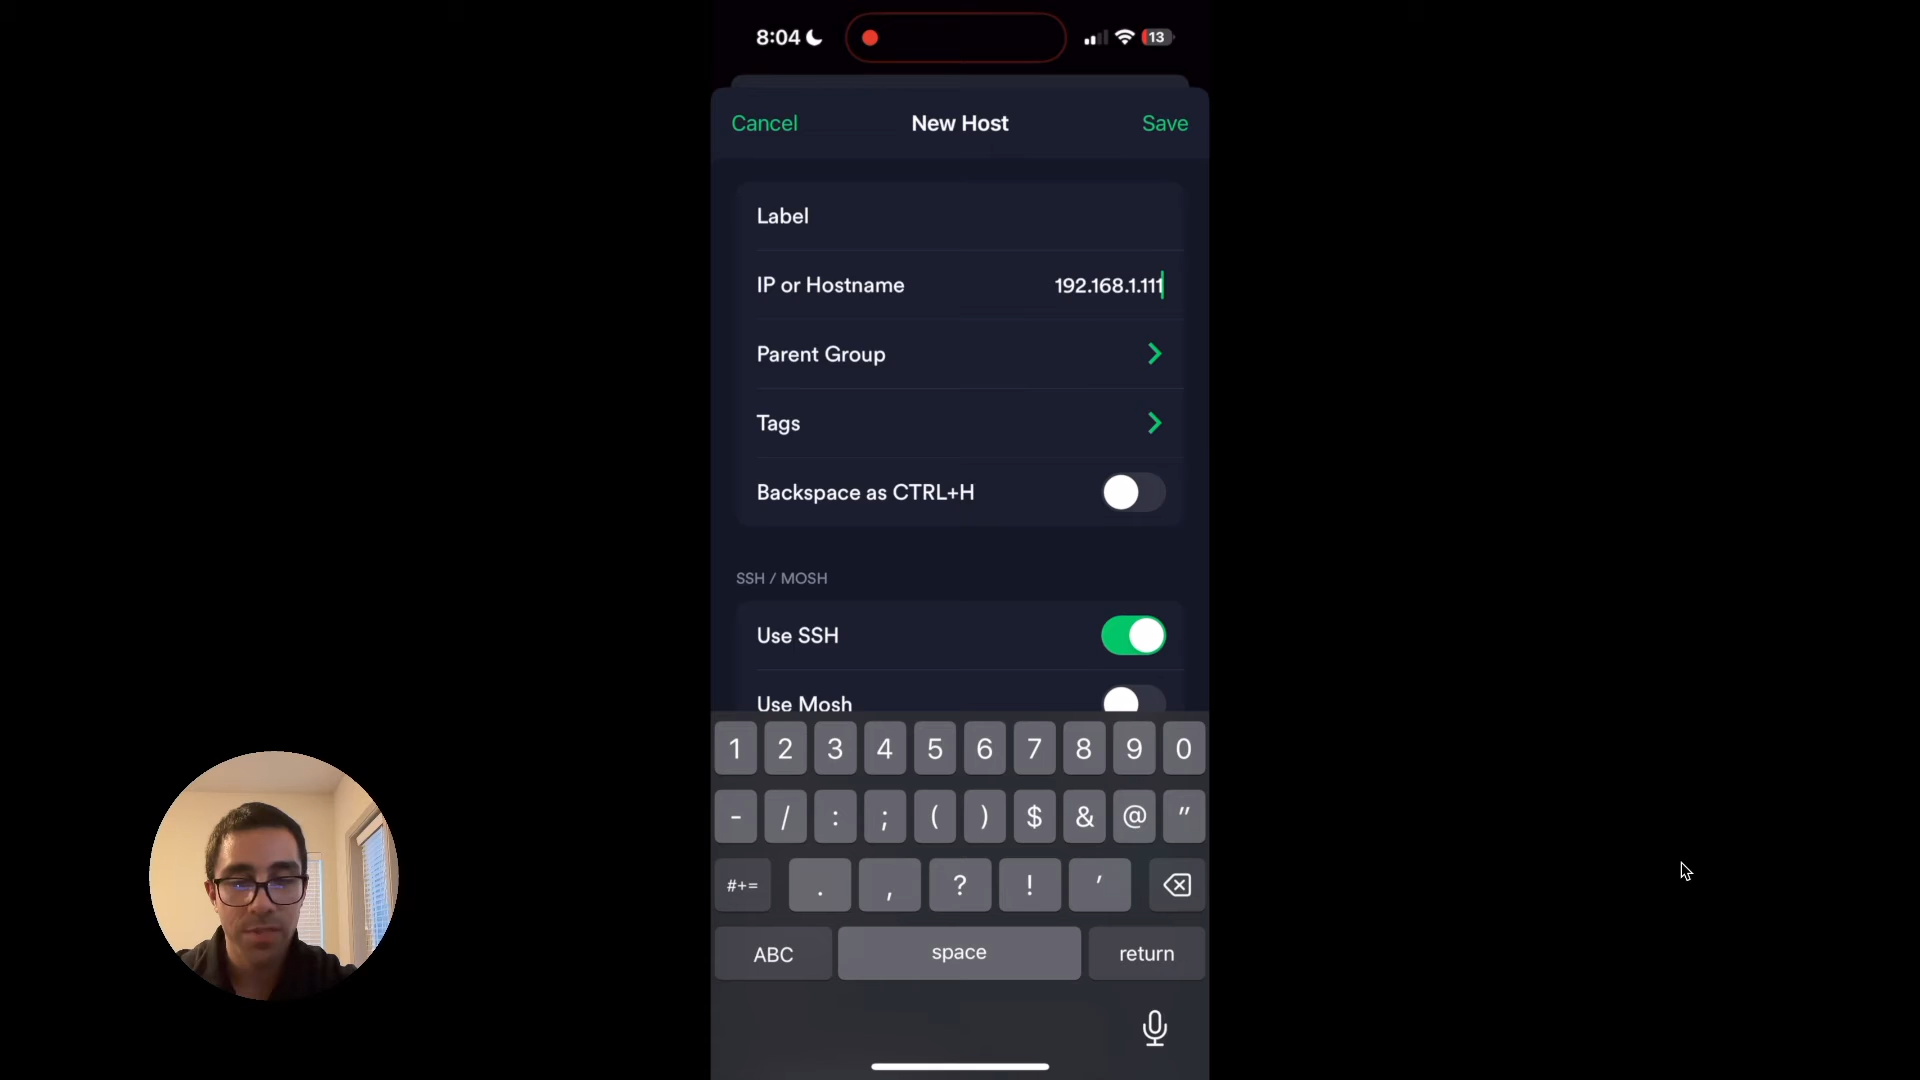 8:04
13
Cancel
New Host
Save
Label
IP or Hostname
192.168.1.111
Parent Group
Tags
Backspace as CTRL+H
SSH / MOSH
Use SSH
Use Mosh
1 2 3 4 5 6 7 8 9 0
- / : ; ( ) $ & @ "
#+= . , ? ! '
ABC space return